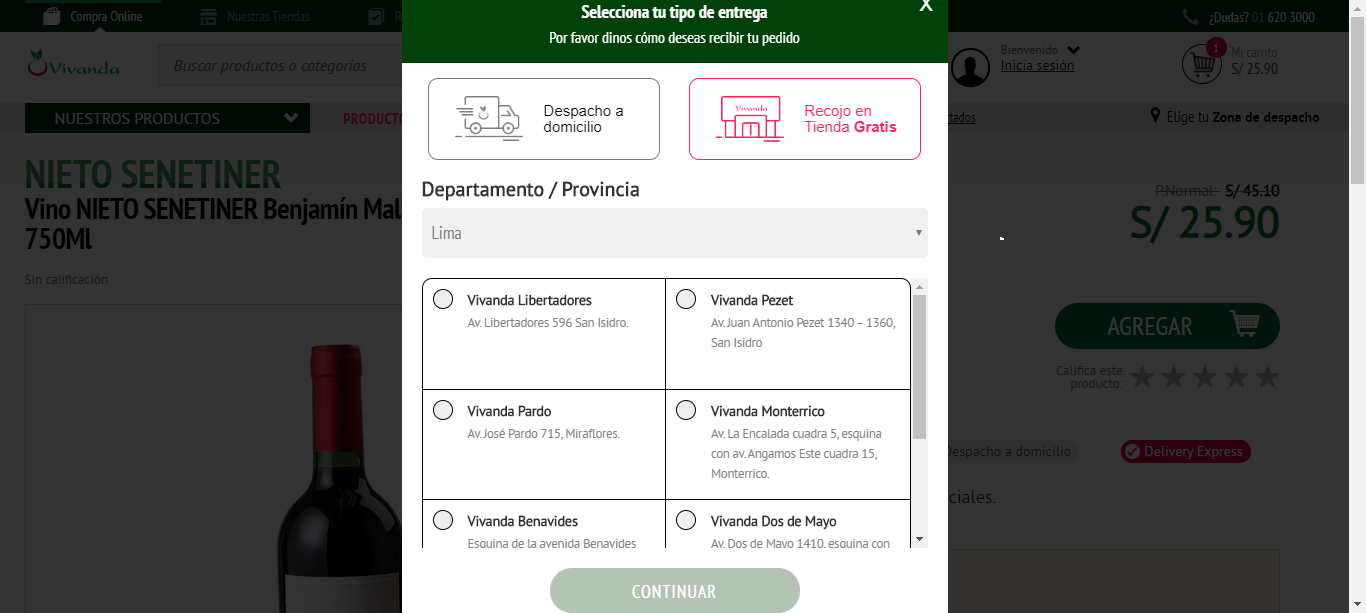 Compra Online
Nuestras Tiendas
R
¿Dudas? 01 620 3000
Selecciona tu tipo de entrega
X
Por favor dinos cómo deseas recibir tu pedido
Vivanda
Buscar productos o categorías
Bienvenido
Inicia sesión
1
Mi carrito
S/ 25.90
NUESTROS PRODUCTOS
PRODUCTO
tados
Elige tu Zona de despacho
Despacho a
domicilio
Vivanda
Recojo en
Tienda Gratis
NIETO SENETINER
Vino NIETO SENETINER Benjamín Mal
750Ml
Sin calificación
P.Normal: S/ 45.10
S/ 25.90
Departamento / Provincia
Lima
Vivanda Libertadores
Av. Libertadores 596 San Isidro.
Vivanda Pezet
Av. Juan Antonio Pezet 1340 – 1360,
San Isidro
Vivanda Pardo
Av. José Pardo 715, Miraflores.
Vivanda Monterrico
Av. La Encalada cuadra 5, esquina
con av. Angamos Este cuadra 15,
Monterrico.
Vivanda Benavides
Esquina de la avenida Benavides
Vivanda Dos de Mayo
Av. Dos de Mayo 1410, esquina con
CONTINUAR
AGREGAR
Califica este
producto:
Despacho a domicilio
Delivery Express
ciales.